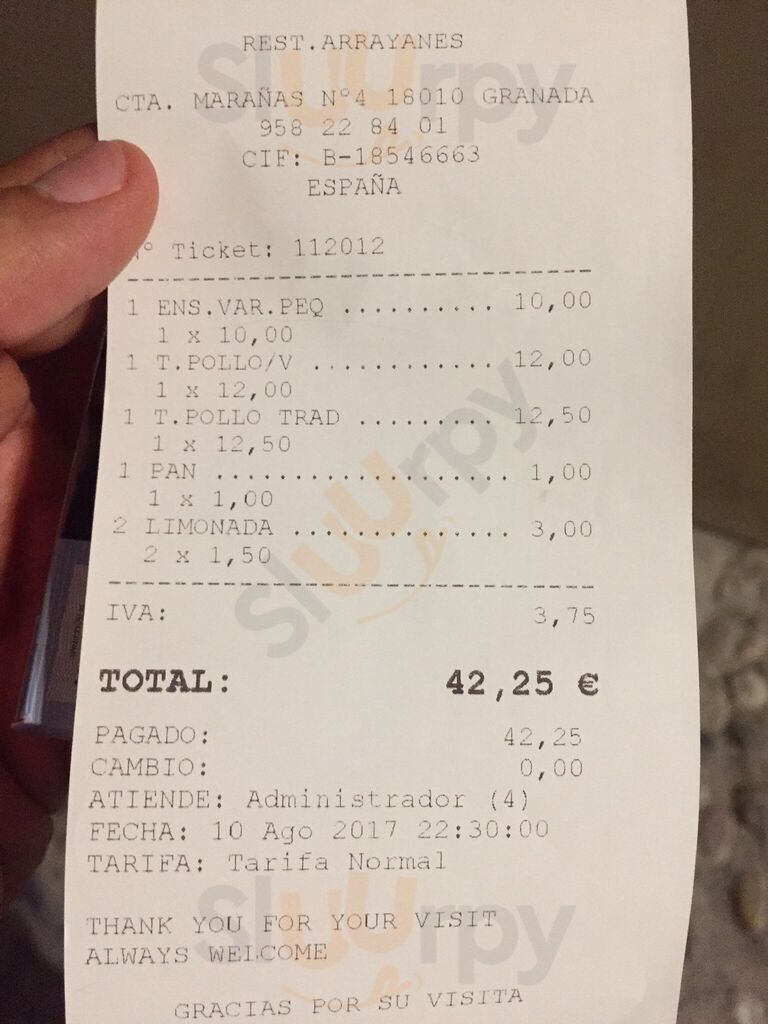 REST.ARRAYANES
CTA. MARAÑAS Nº4 18010 GRANADA
958 22 84 01
CIF: B-18546663
ESPAÑA
Nº Ticket: 112012
1 ENS.VAR.PEQ .......... 10,00
1 x 10,00
1 T.POLLO/V ............ 12,00
1 x 12,00
1 T.POLLO TRAD ......... 12,50
1 x 12,50
1 PAN ................... 1,00
1 x 1,00
2 LIMONADA .............. 3,00
2 x 1,50
IVA: 3,75
TOTAL: 42,25 €
PAGADO: 42,25
CAMBIO: 0,00
ATIENDE: Administrador (4)
FECHA: 10 Ago 2017 22:30:00
TARIFA: Tarifa Normal
THANK YOU FOR YOUR VISIT
ALWAYS WELCOME
GRACIAS POR SU VISITA
Sluurpy
Sluurpy
Sluurpy